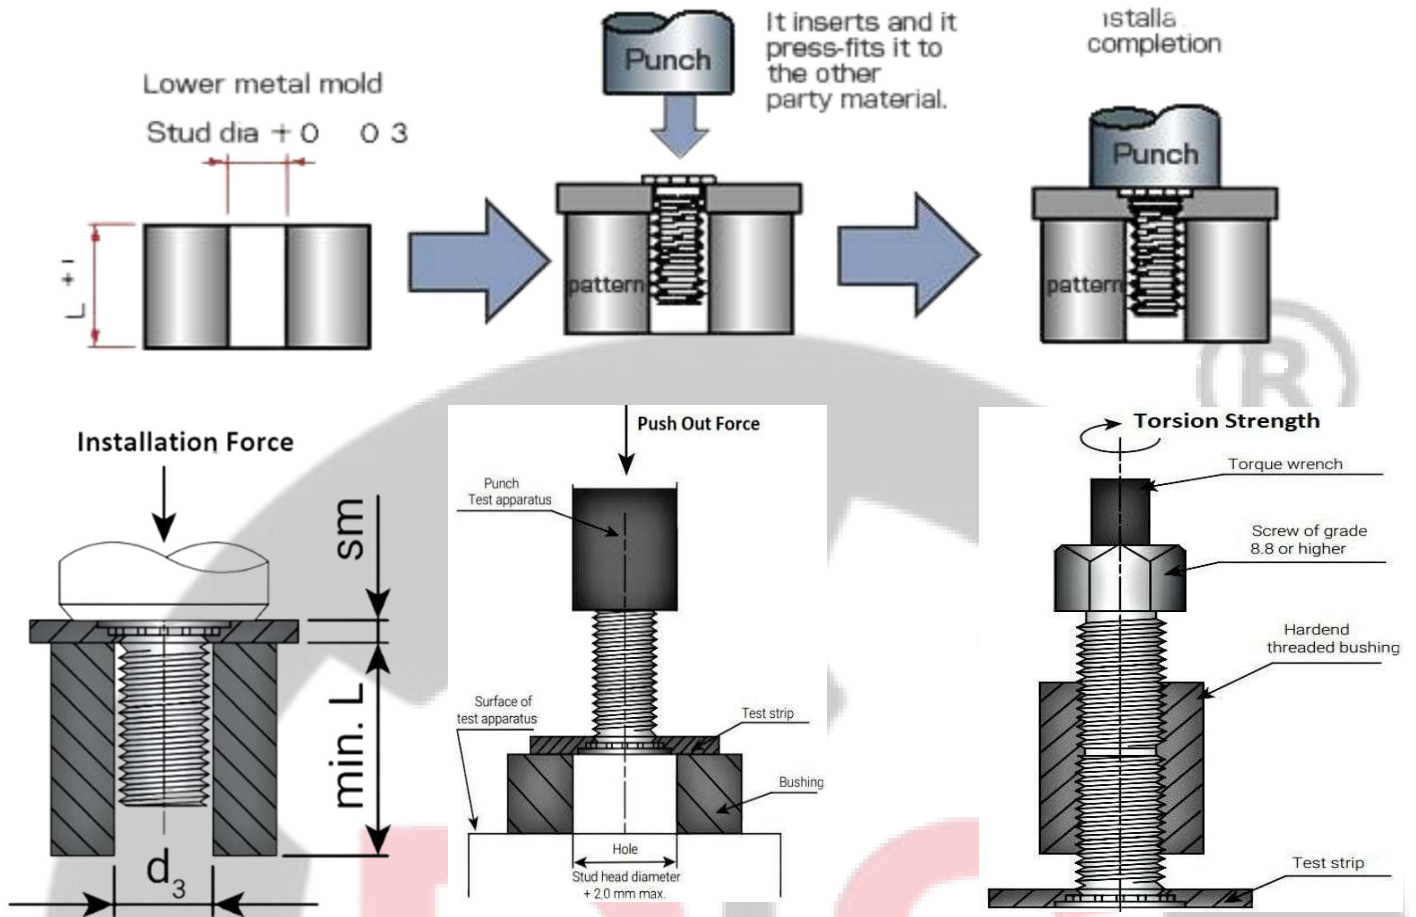 Lower metal mold
Stud dia + 0 0 3
L + 1
Punch
It inserts and it
press-fits it to
the other
party material.
pattern
completion
Punch
pattern
®
Installation Force
sm
min. L
d3
Push Out Force
Punch
Test apparatus
Surface of
test apparatus
Test strip
Bushing
Hole
Stud head diameter
+ 2,0 mm max.
Torsion Strength
Torque wrench
Screw of grade
8.8 or higher
Hardend
threaded bushing
Test strip